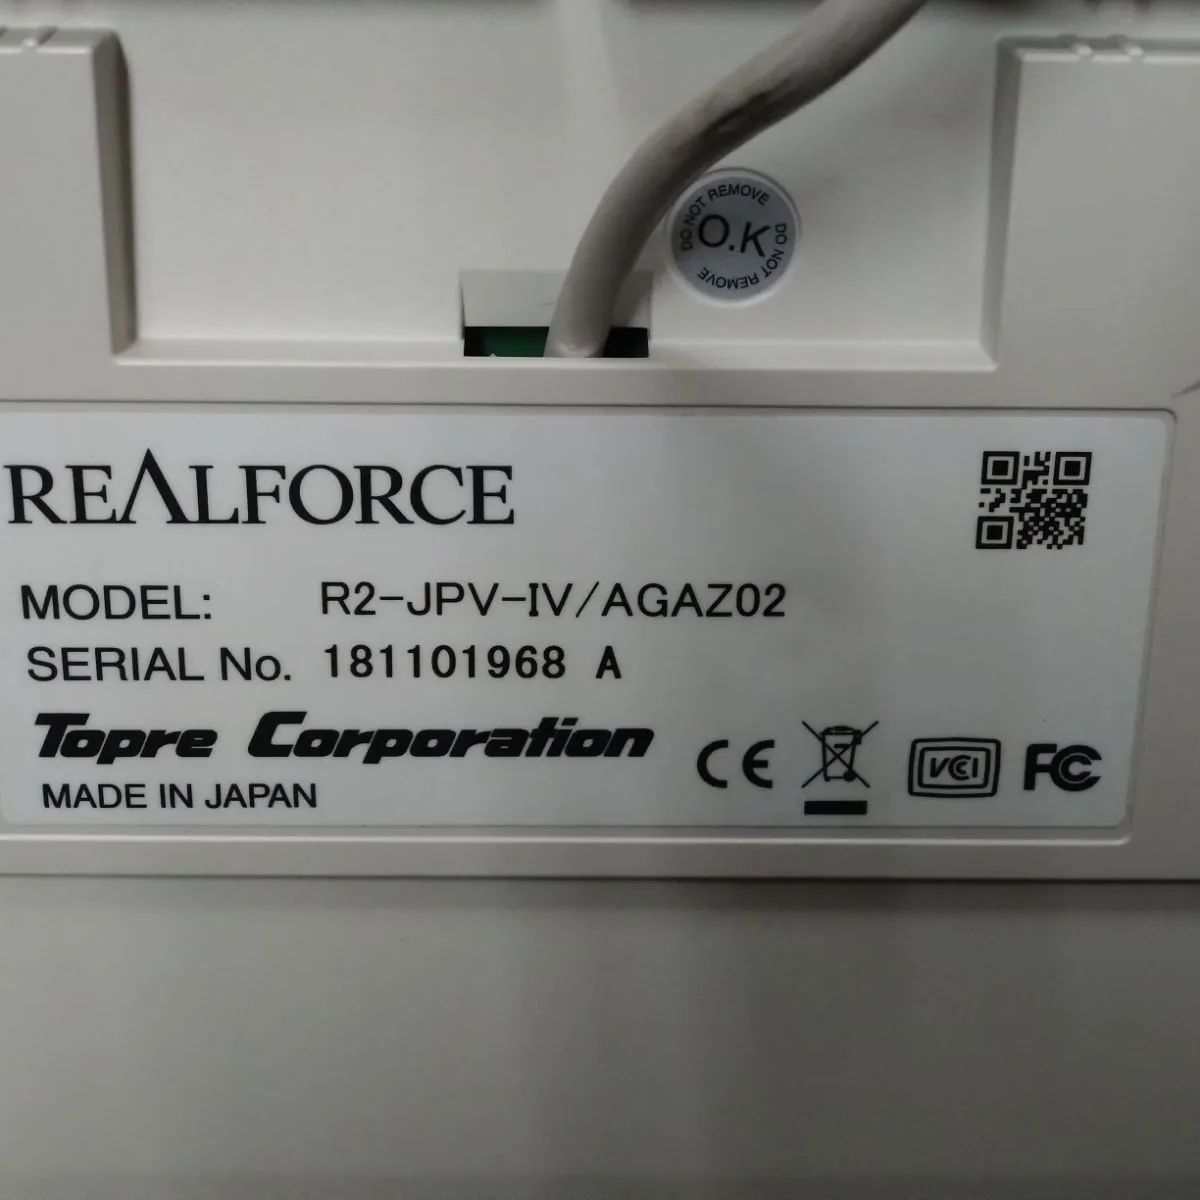 DO NOT REMOVE
O.K
DO NOT REMOVE
DO NOT REMOVE
REALFORCE
MODEL: R2-JPV-IV/AGAZ02
SERIAL No. 181101968 A
Topre Corporation
MADE IN JAPAN
CE
VCI
FC